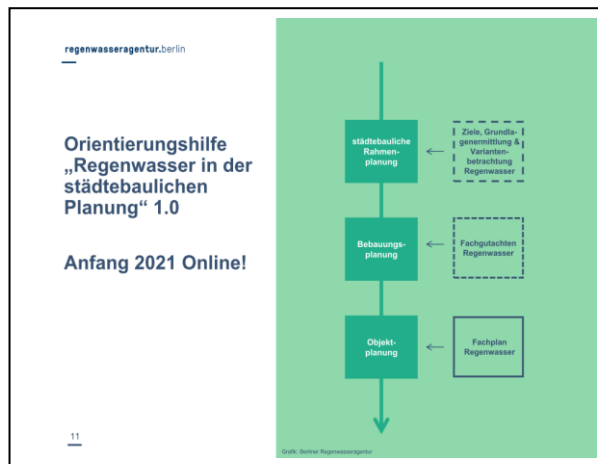 regenwasseragentur.berlin
Orientierungshilfe
„Regenwasser in der
städtebaulichen
Planung“ 1.0
Anfang 2021 Online!
11
städtebauliche
Rahmen-
planung
Ziele, Grundla-
genermittlung &
Varianten-
betrachtung
Regenwasser
Bebauungs-
planung
Fachgutachten
Regenwasser
Objekt-
planung
Fachplan
Regenwasser
Grafik: Berliner Regenwasseragentur